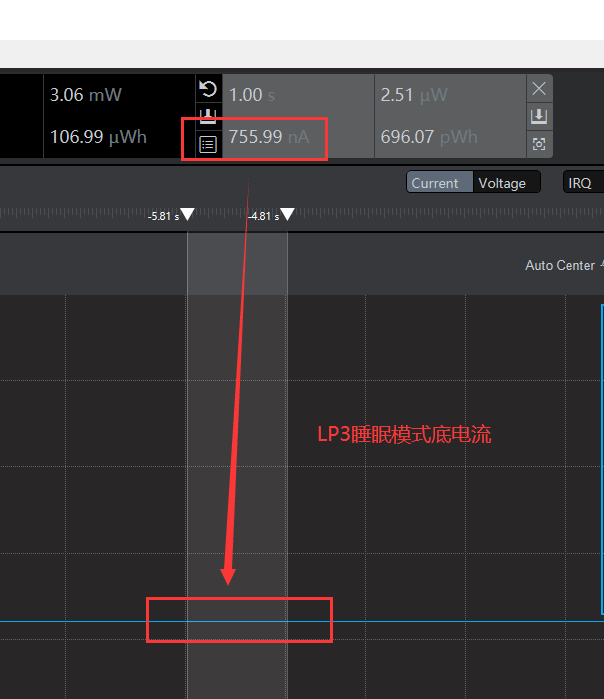 3.06 mW
1.00 s
2.51 μW
106.99 μWh
755.99 nA
696.07 pWh
Current
Voltage
IRQ
-5.81 s
-4.81 s
Auto Center
LP3睡眠模式底电流